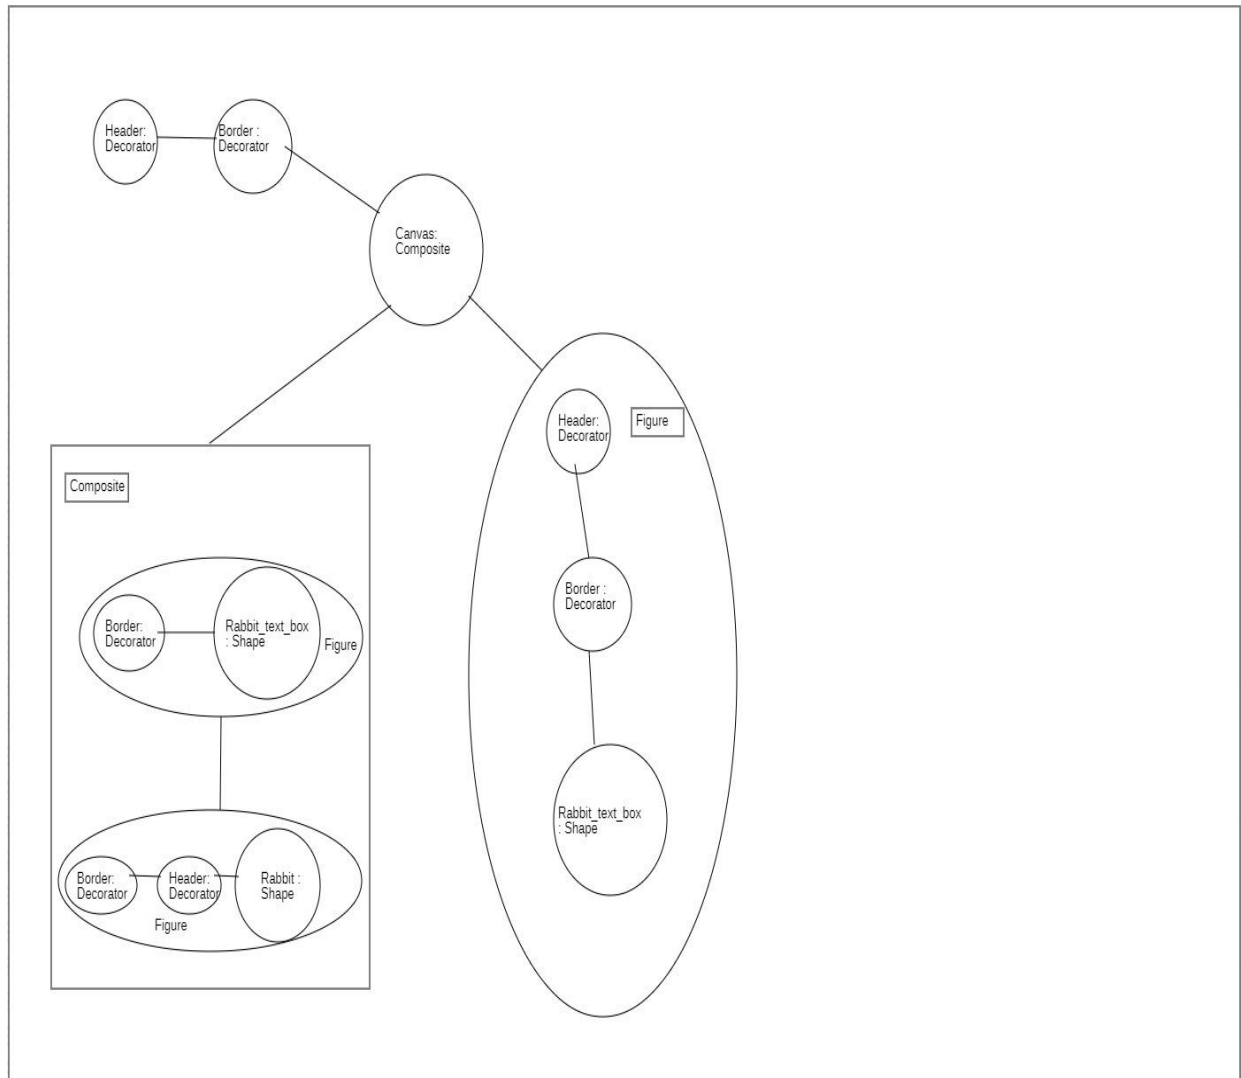 Header:
Decorator
Border :
Decorator
Canvas:
Composite
Header:
Decorator
Figure
Composite
Border :
Decorator
Border:
Decorator
Rabbit_text_box
: Shape
Figure
Rabbit_text_box
: Shape
Border:
Decorator
Header:
Decorator
Rabbit :
Shape
Figure